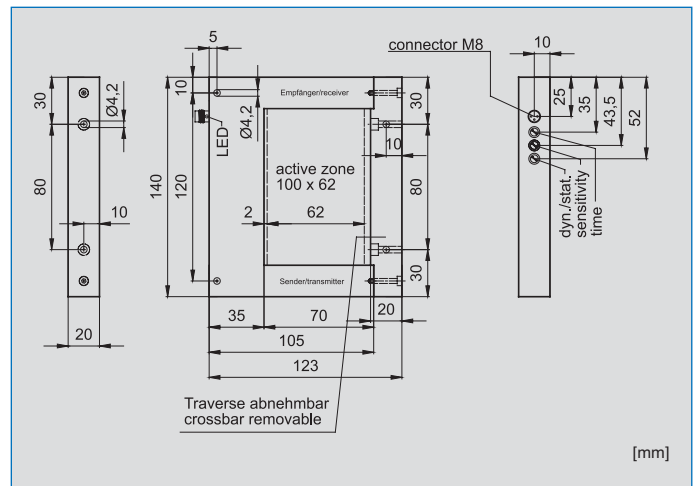 connector M8
5
10
30
Ø4,2
80
10
20
10
140
120
LED
Empfänger/receiver
Ø4,2
active zone
100 x 62
2
62
Sender/transmitter
30
10
80
30
20
35
70
105
123
Traverse abnehmbar
crossbar removable
25
35
43,5
52
dyn./stat.
sensitivity
time
[mm]